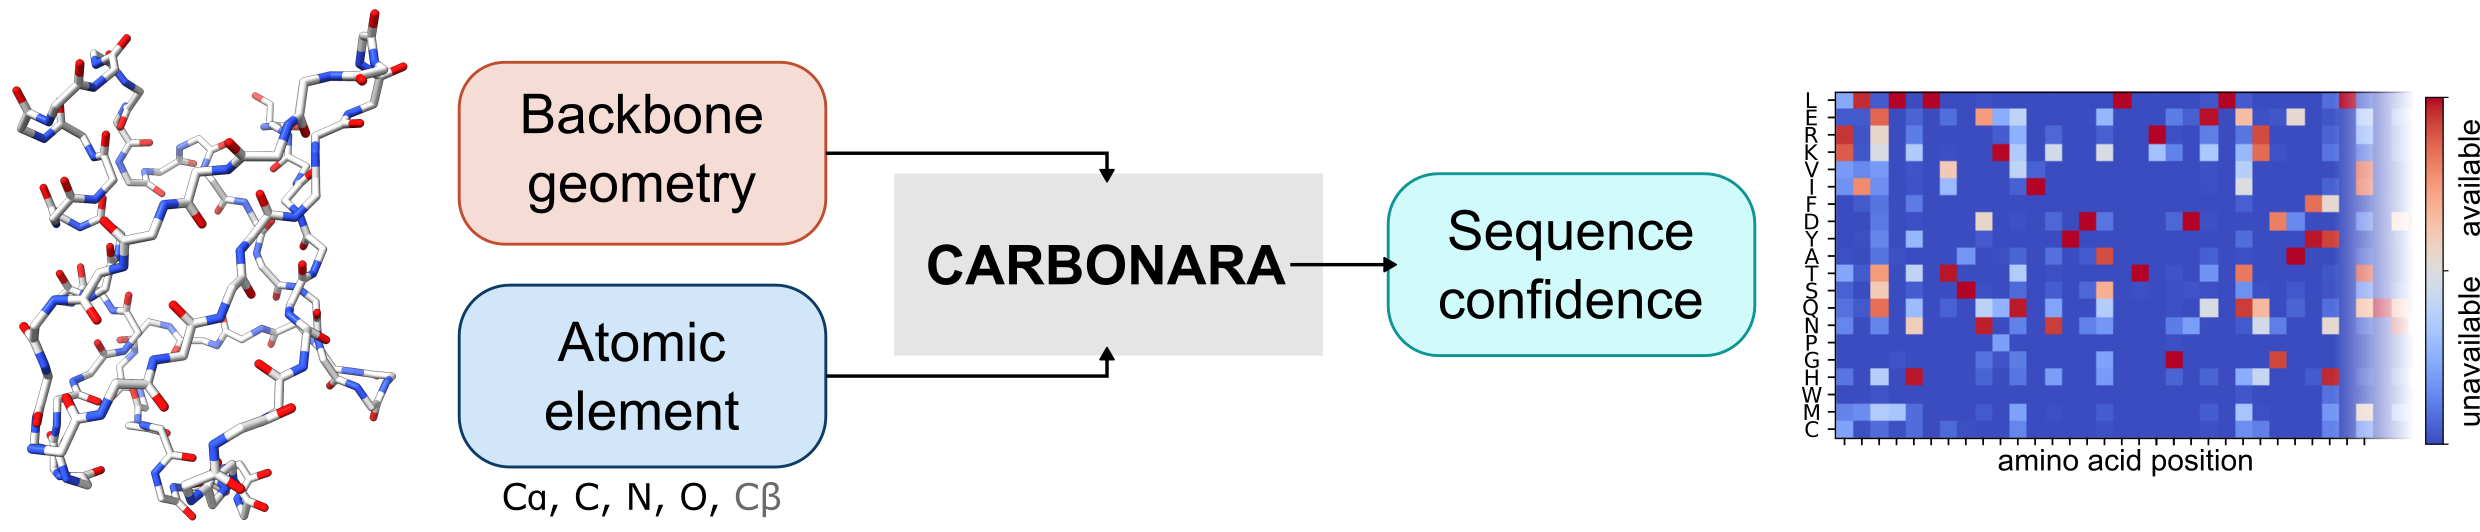 Backbone
geometry
Atomic
element
Cα, C, N, O, Cβ
CARBONARA
Sequence
confidence
L
E
R
K
V
I
F
D
Y
A
T
S
Q
N
P
G
H
W
M
C
amino acid position
available
unavailable